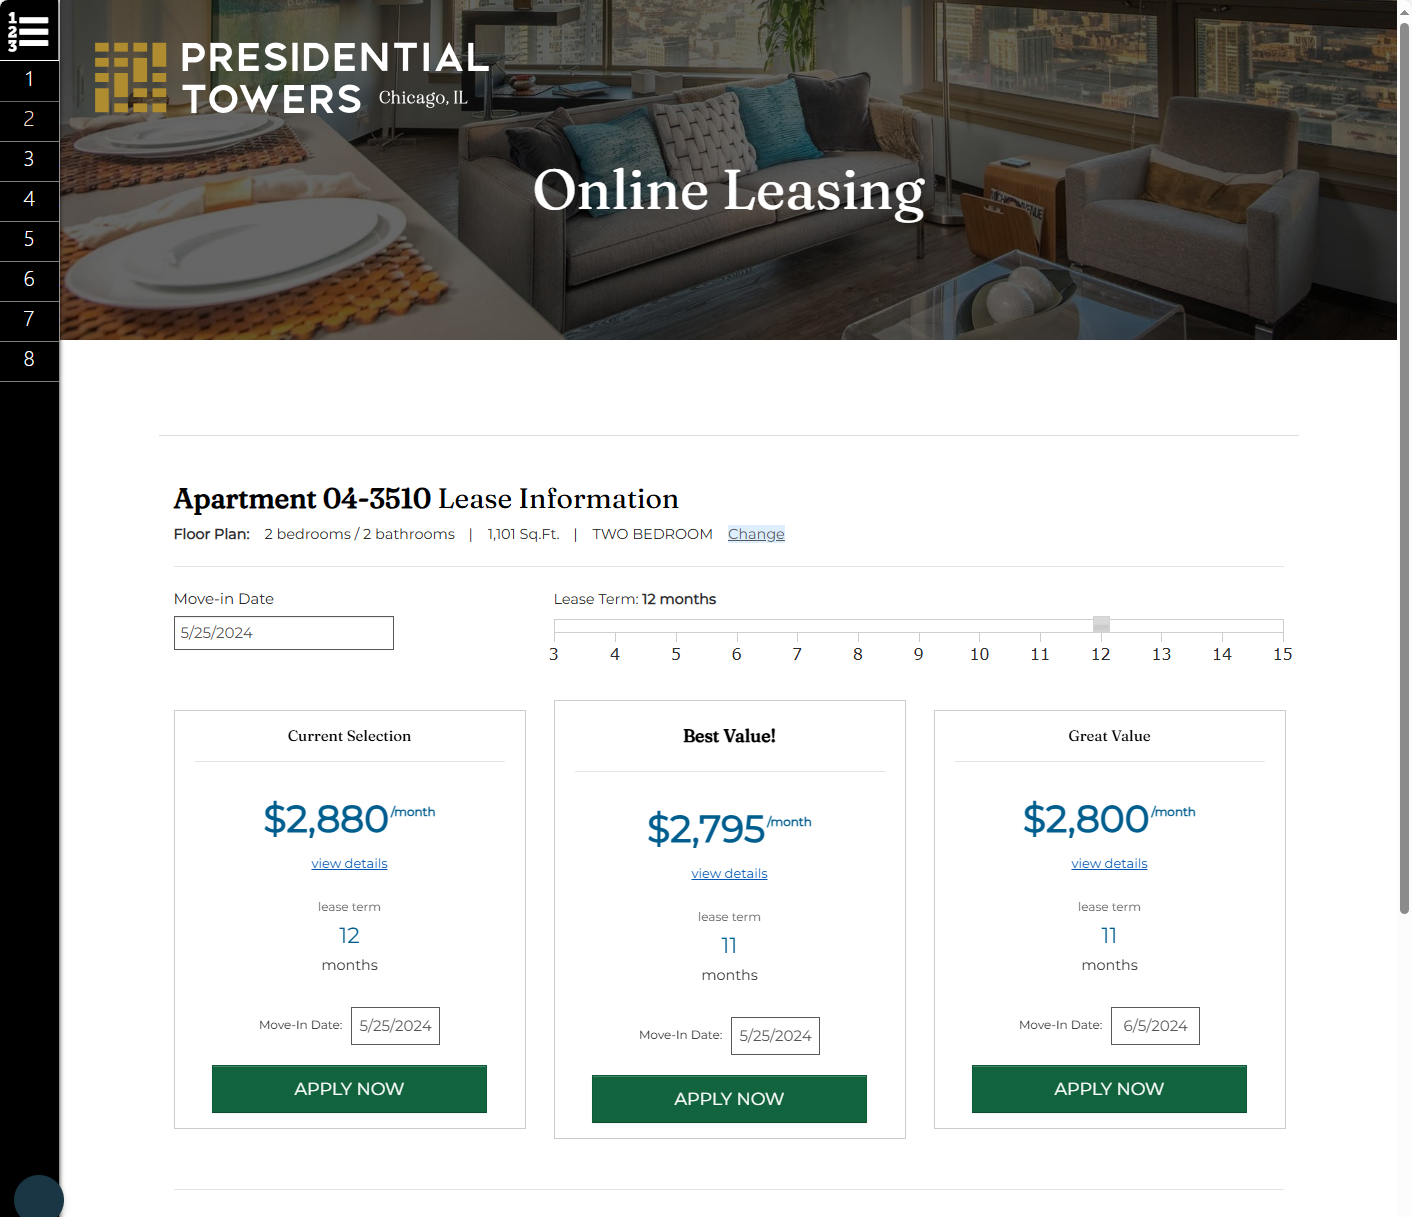 1
2
3
1
2
3
4
5
6
7
8
PRESIDENTIAL
TOWERS Chicago, IL
Online Leasing
Apartment 04-3510 Lease Information
Floor Plan: 2 bedrooms / 2 bathrooms | 1,101 Sq.Ft. | TWO BEDROOM Change
Move-in Date
5/25/2024
Lease Term: 12 months
3 4 5 6 7 8 9 10 11 12 13 14 15
Current Selection
$2,880/month
view details
lease term
12
months
Move-In Date: 5/25/2024
APPLY NOW
Best Value!
$2,795/month
view details
lease term
11
months
Move-In Date: 5/25/2024
APPLY NOW
Great Value
$2,800/month
view details
lease term
11
months
Move-In Date: 6/5/2024
APPLY NOW